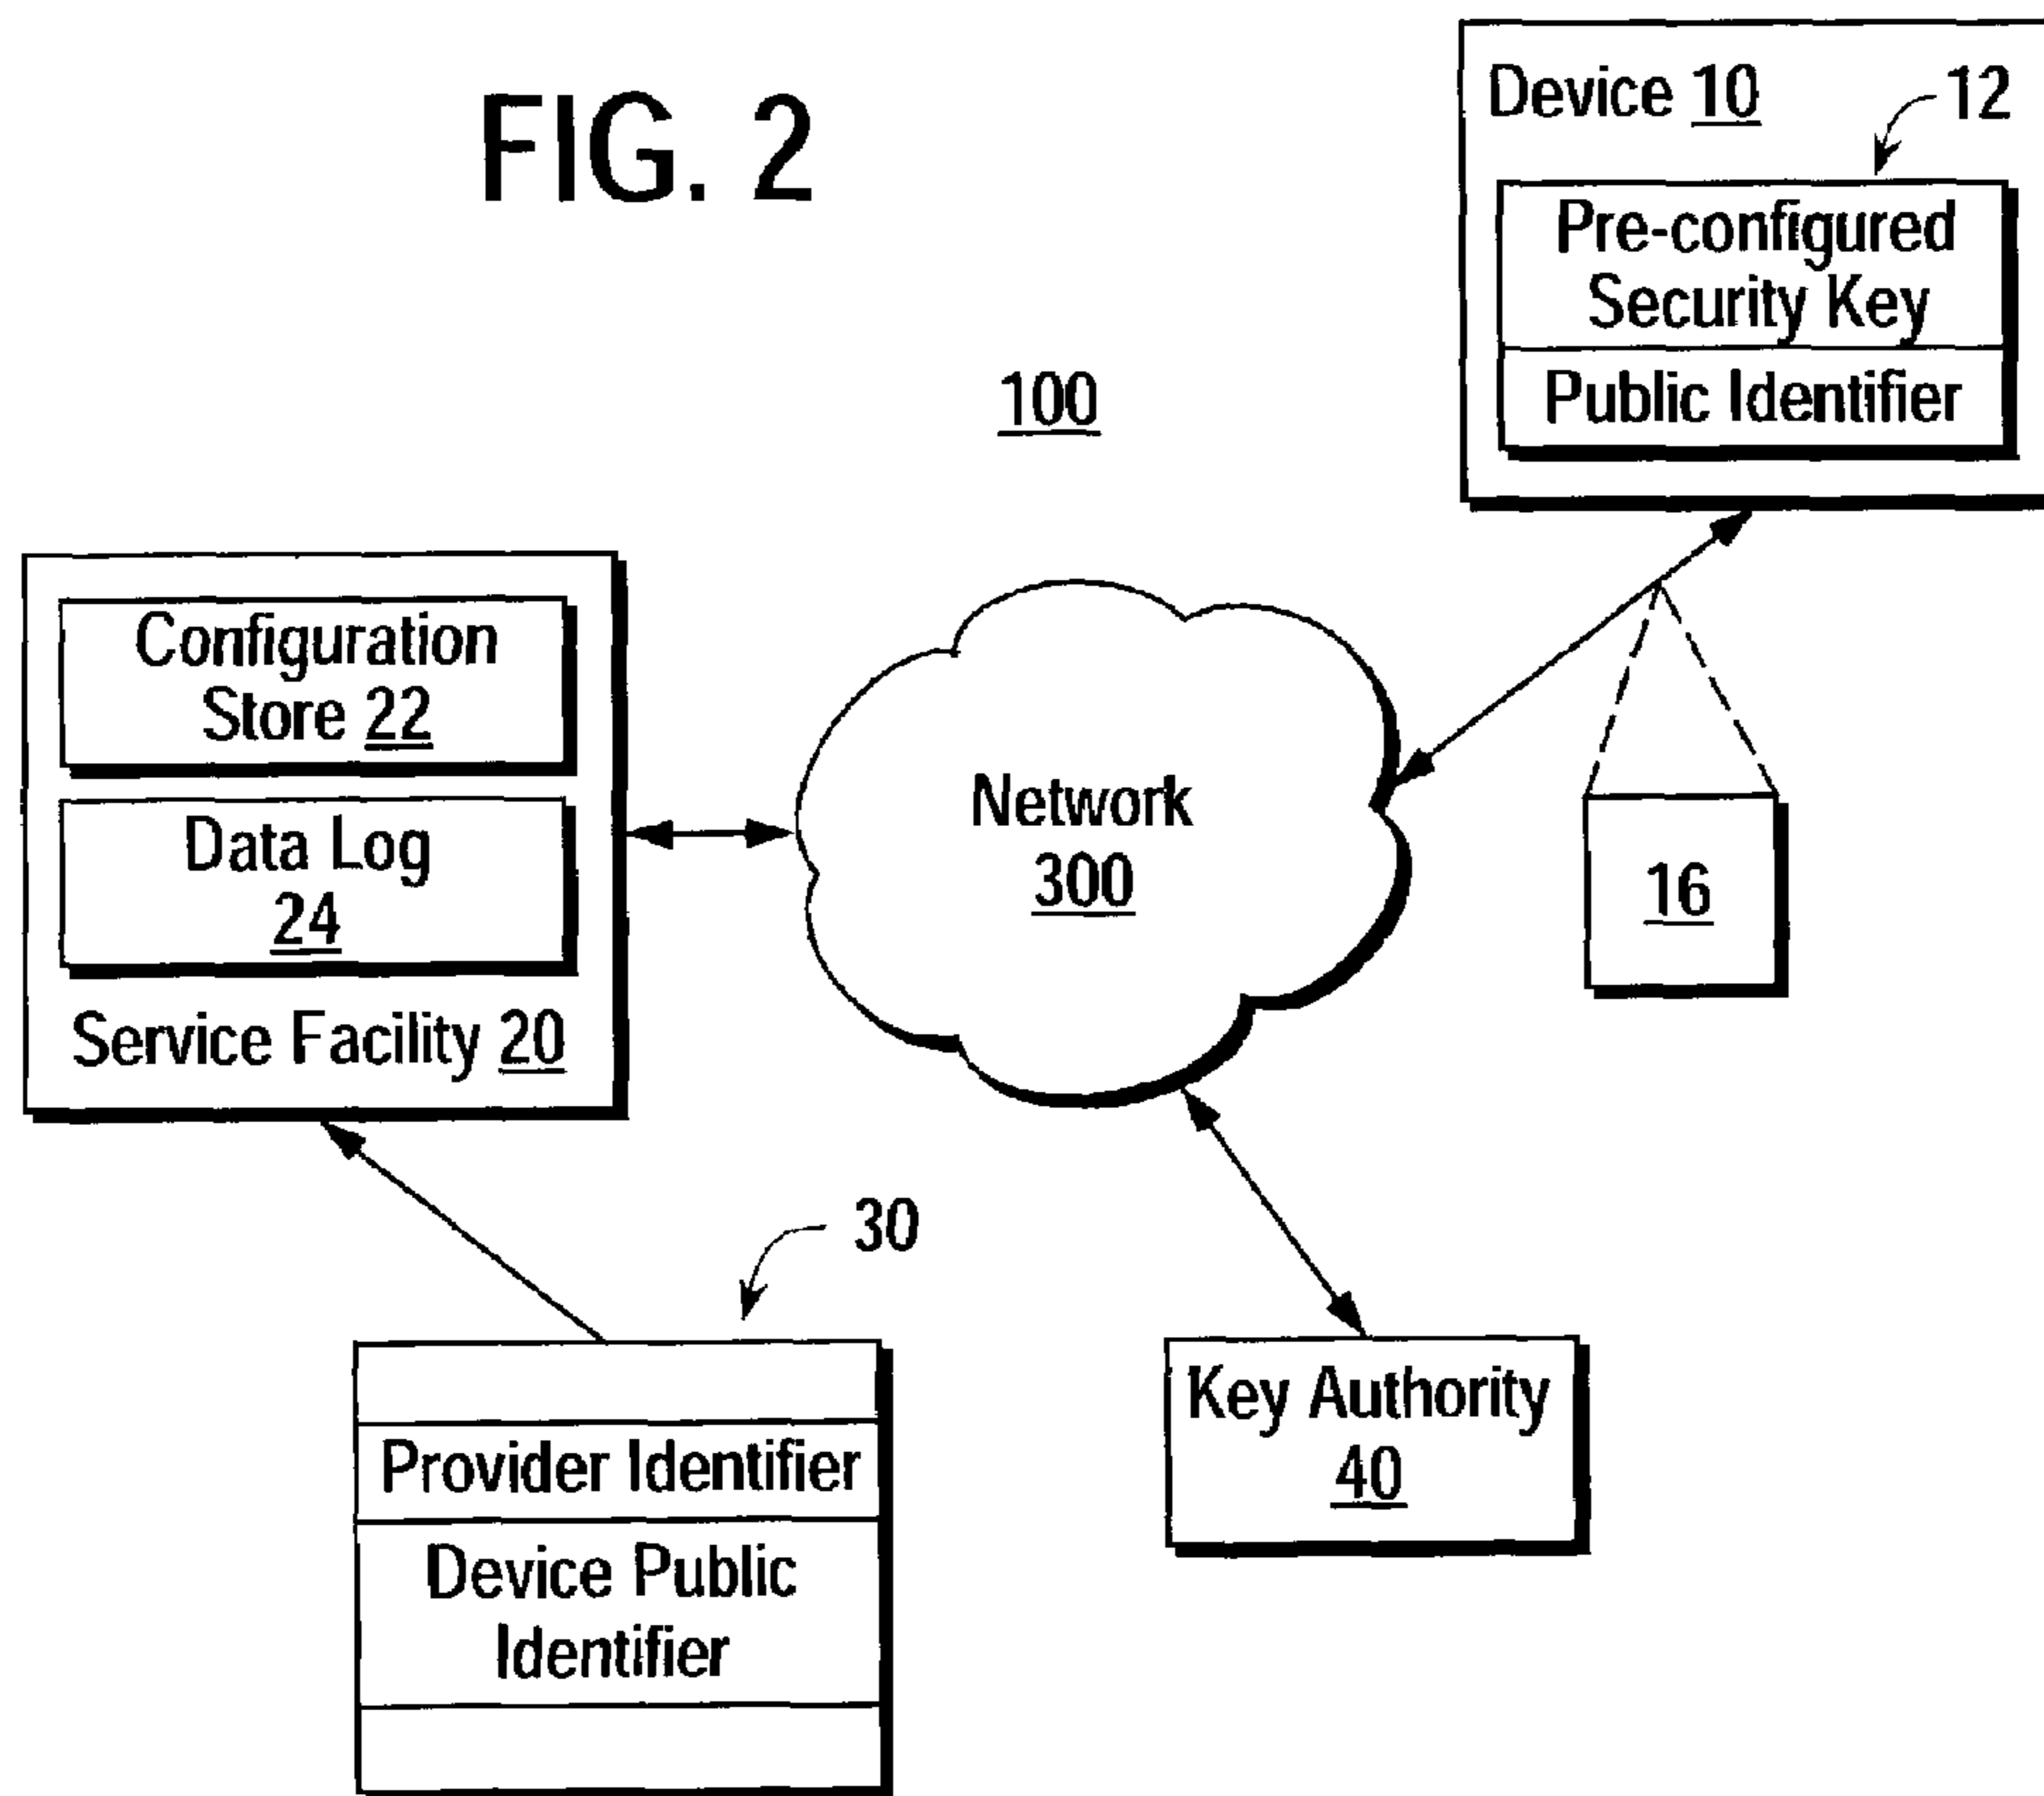 FIG. 2
Device 10
12
Pre-configured
Security Key
Public Identifier
100
Configuration
Store 22
Data Log
24
Service Facility 20
Network
300
16
30
Provider Identifier
Device Public
Identifier
Key Authority
40